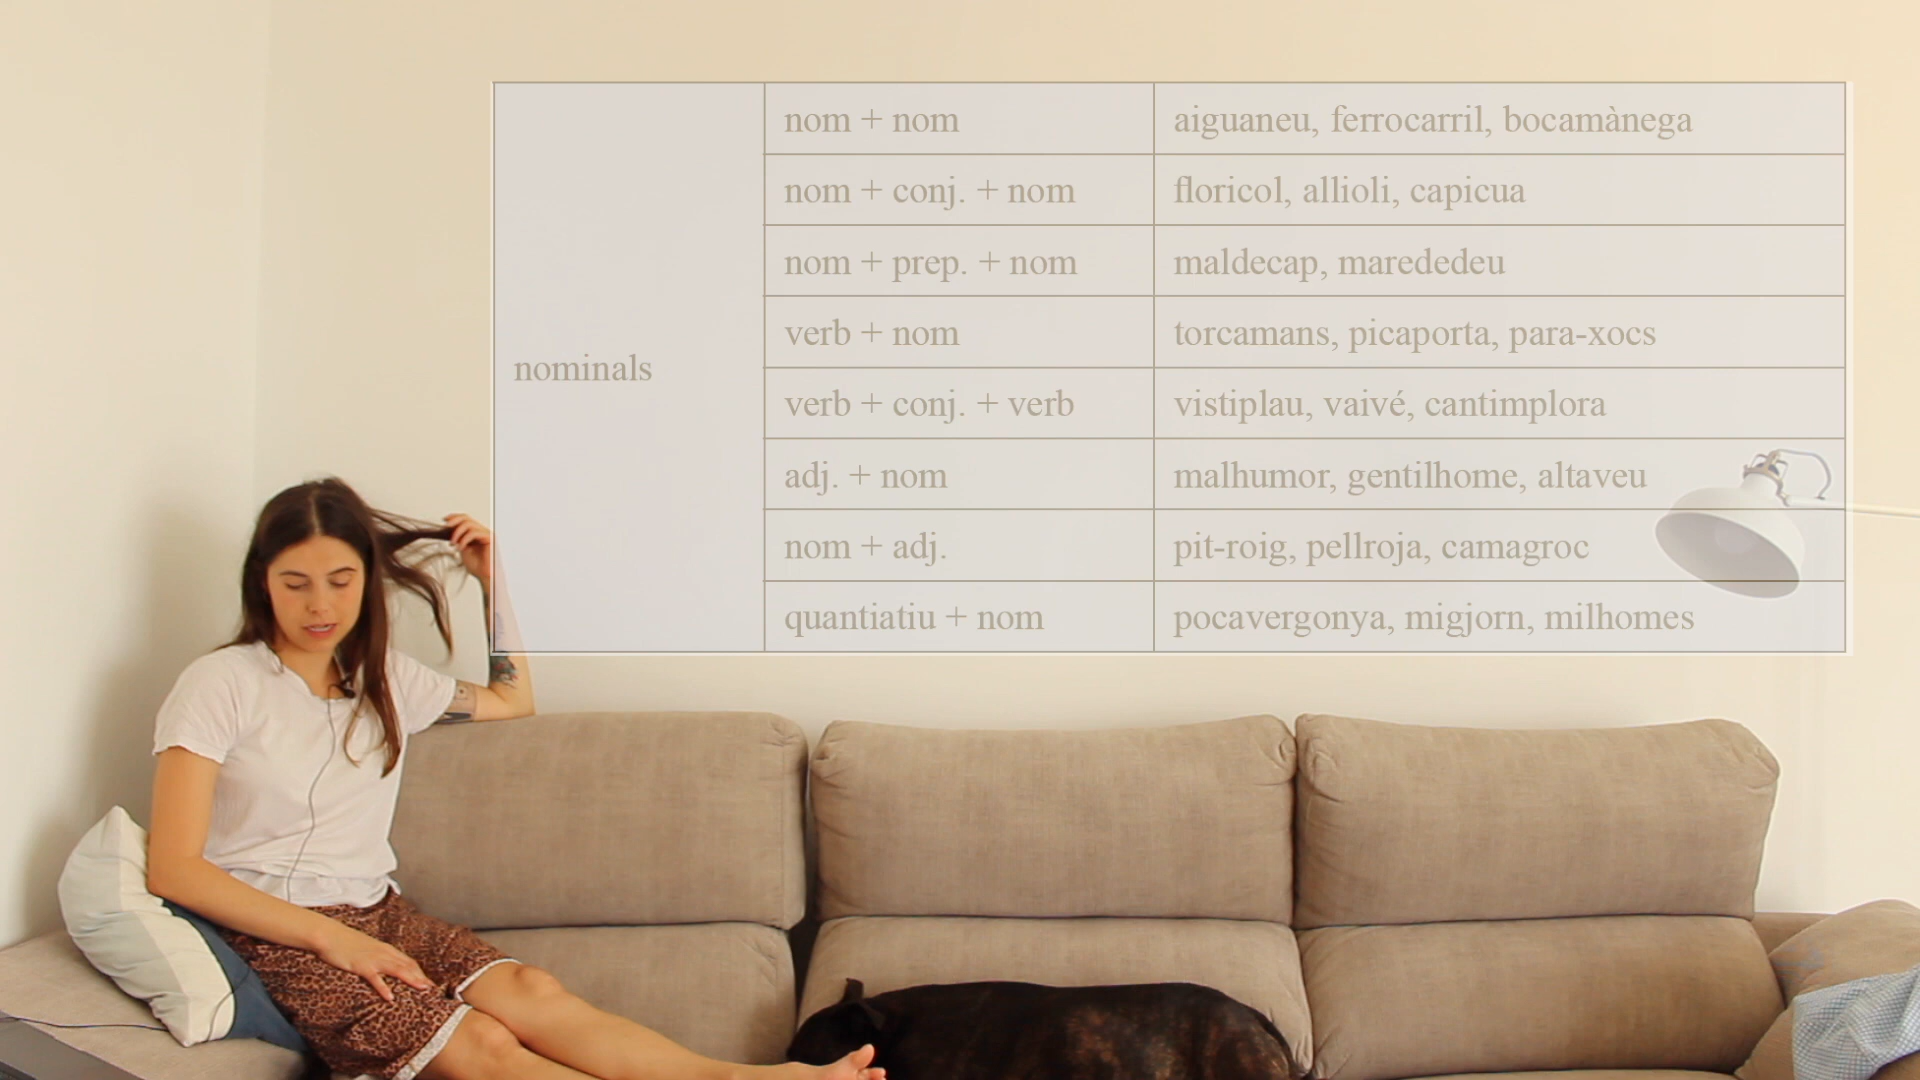 nominals
nom + nom aiguaneu, ferrocarril, bocamànega
nom + conj. + nom floricol, allioli, capicua
nom + prep. + nom maldecap, marededeu
verb + nom torcamans, picaporta, para-xocs
verb + conj. + verb vistiplau, vaivé, cantimplora
adj. + nom malhumor, gentilhome, altaveu
nom + adj. pit-roig, pellroja, camagroc
quantiatiu + nom pocavergonya, migjorn, milhomes